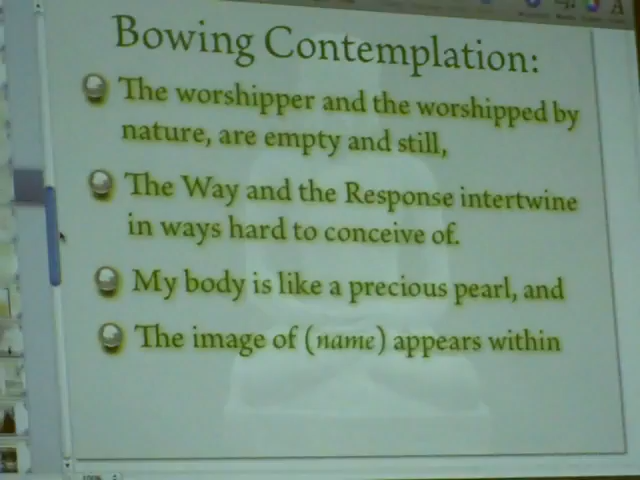 Bowing Contemplation:
The worshipper and the worshipped by
nature, are empty and still,
The Way and the Response intertwine
in ways hard to conceive of.
My body is like a precious pearl, and
The image of (name) appears within
100%